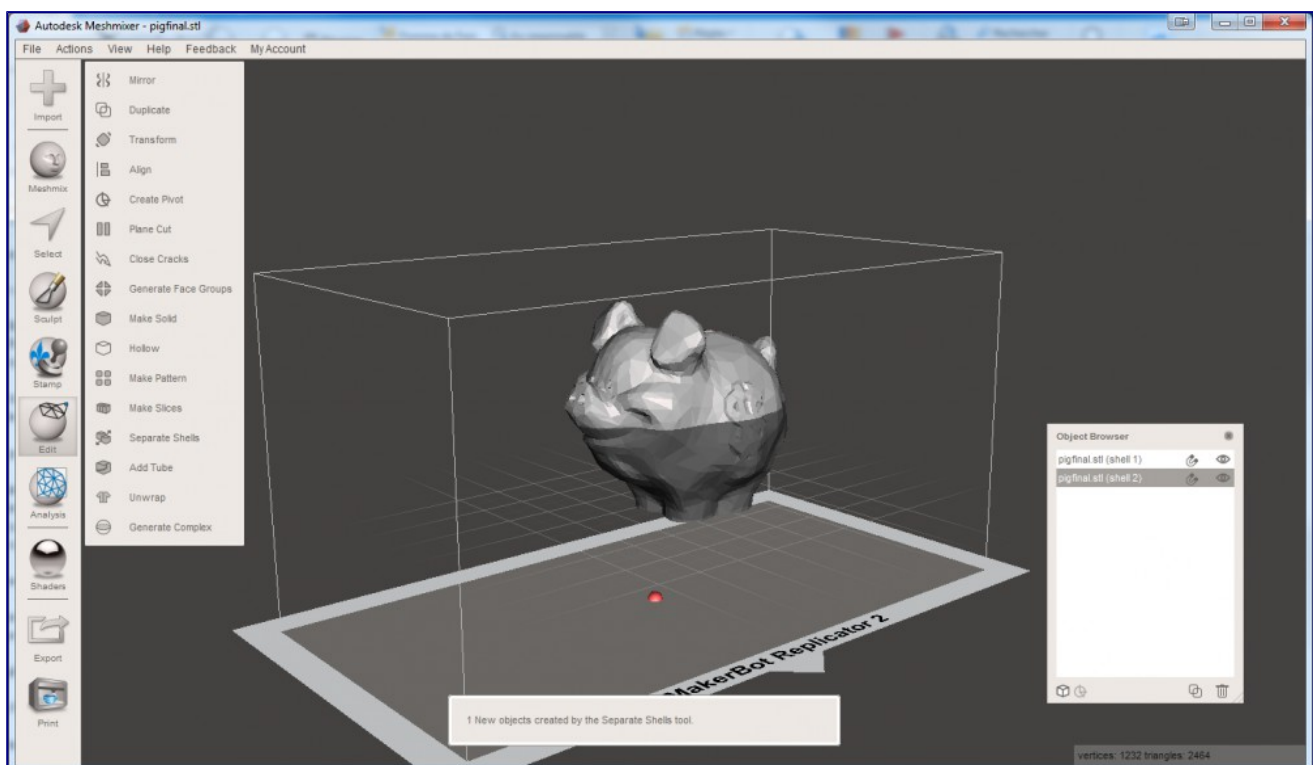 Autodesk Meshmixer - pigfinal.stl
File Actions View Help Feedback My Account
Import
Meshmix
Select
Sculpt
Stamp
Edit
Analysis
Shaders
Export
Print
Mirror
Duplicate
Transform
Align
Create Pivot
Plane Cut
Close Cracks
Generate Face Groups
Make Solid
Hollow
Make Pattern
Make Slices
Separate Shells
Add Tube
Unwrap
Generate Complex
MakerBot Replicator 2
Object Browser
pigfinal.stl (shell 1)
pigfinal.stl (shell 2)
1 New objects created by the Separate Shells tool.
vertices: 1232 triangles: 2464